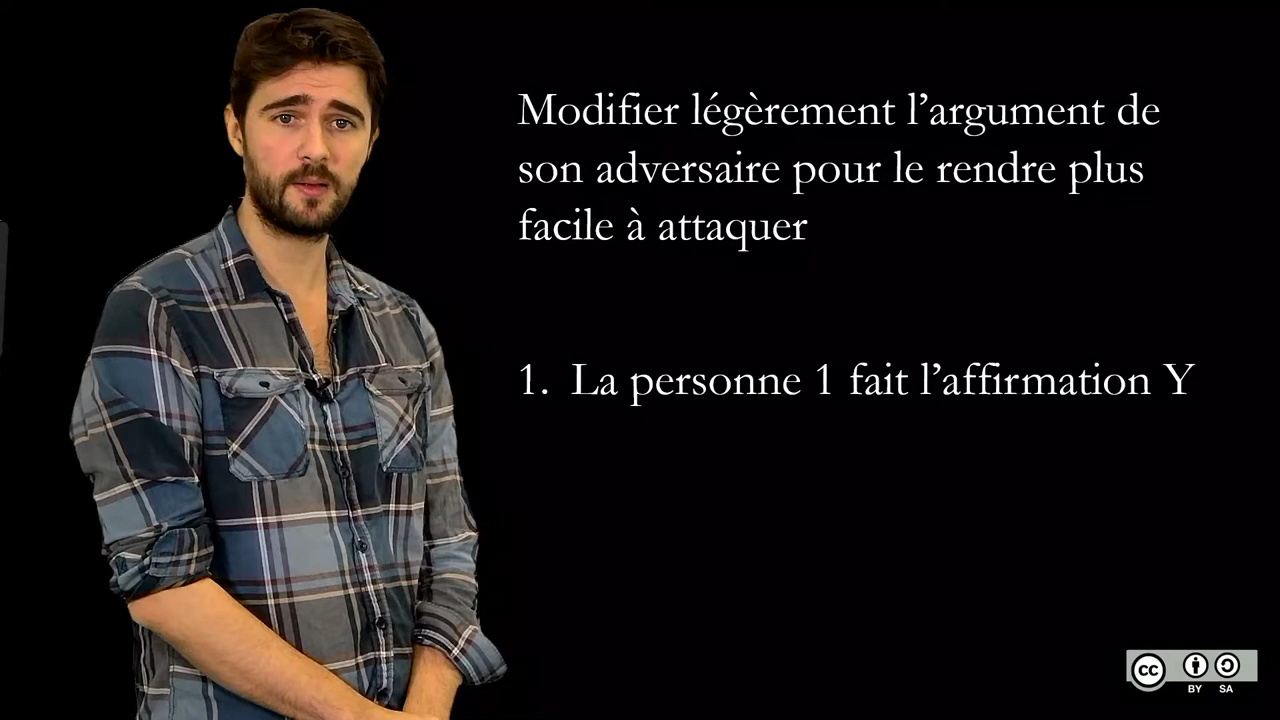 Modifier légèrement l’argument de
son adversaire pour le rendre plus
facile à attaquer
1. La personne 1 fait l’affirmation Y
cc
BY SA